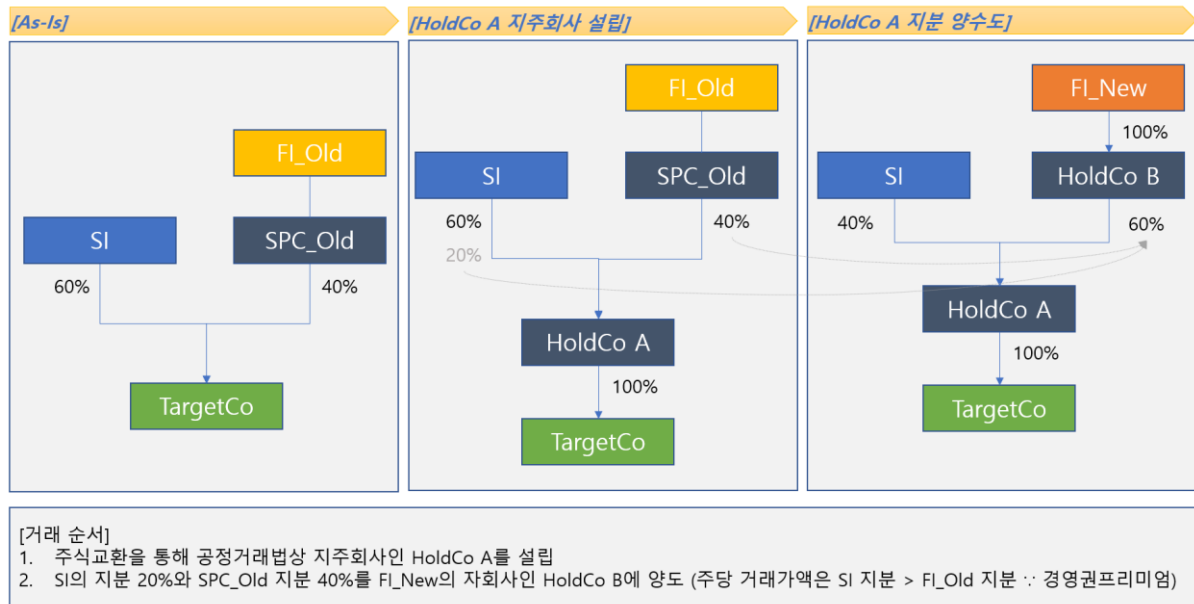 [As-Is]
[HoldCo A 지주회사 설립]
[HoldCo A 지분 양수도]
FI_Old
SI
SPC_Old
60%
40%
TargetCo
FI_Old
SI
SPC_Old
60%
40%
20%
HoldCo A
100%
TargetCo
FI_New
100%
SI
HoldCo B
40%
60%
HoldCo A
100%
TargetCo
[거래 순서]
1. 주식교환을 통해 공정거래법상 지주회사인 HoldCo A를 설립
2. SI의 지분 20%와 SPC_Old 지분 40%를 FI_New의 자회사인 HoldCo B에 양도 (주당 거래가액은 SI 지분 > FI_Old 지분 ∵ 경영권프리미엄)